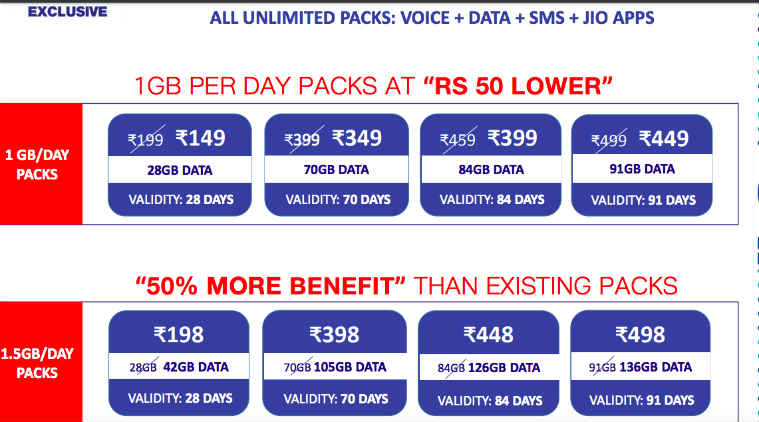 EXCLUSIVE
ALL UNLIMITED PACKS: VOICE + DATA + SMS + JIO APPS
1GB PER DAY PACKS AT “RS 50 LOWER”
1 GB/DAY
PACKS
₹199 ₹149
28GB DATA
VALIDITY: 28 DAYS
₹399 ₹349
70GB DATA
VALIDITY: 70 DAYS
₹459 ₹399
84GB DATA
VALIDITY: 84 DAYS
₹499 ₹449
91GB DATA
VALIDITY: 91 DAYS
“50% MORE BENEFIT” THAN EXISTING PACKS
1.5GB/DAY
PACKS
₹198
28GB 42GB DATA
VALIDITY: 28 DAYS
₹398
70GB 105GB DATA
VALIDITY: 70 DAYS
₹448
84GB 126GB DATA
VALIDITY: 84 DAYS
₹498
91GB 136GB DATA
VALIDITY: 91 DAYS